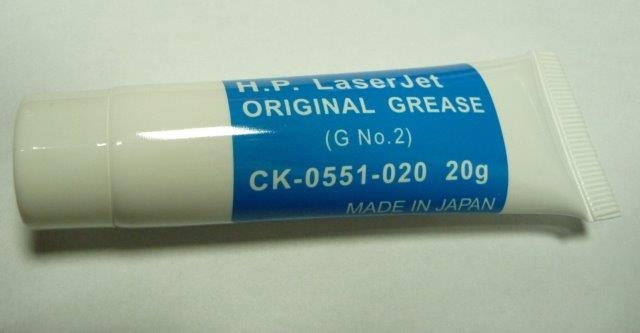 H.P. LaserJet
ORIGINAL GREASE
(G No.2)
CK-0551-020 20g
MADE IN JAPAN